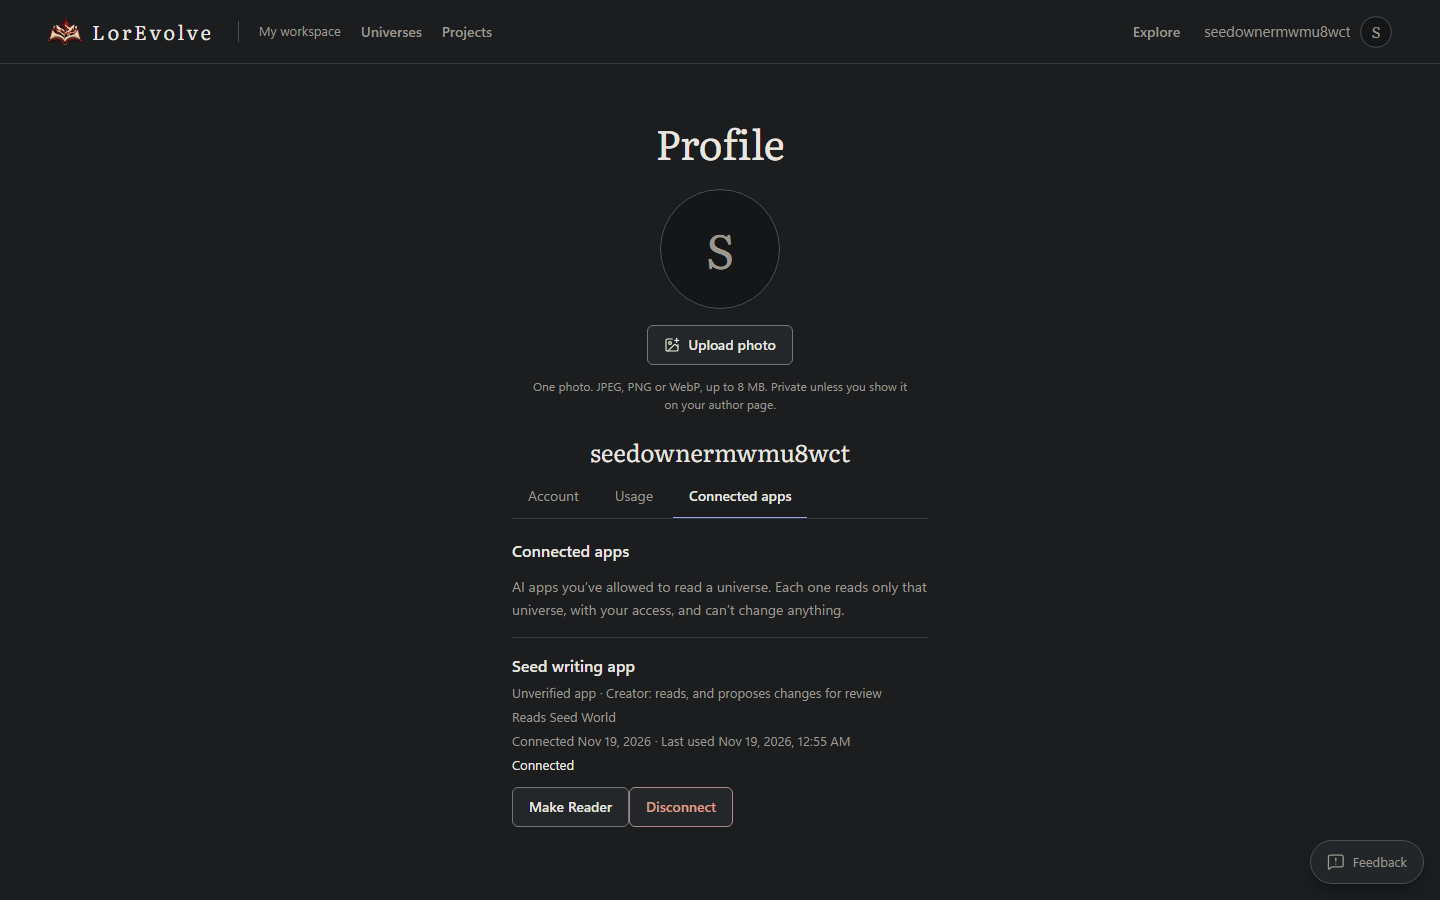 LorEvolve
My workspace
Universes
Projects
Explore
seedownermwmu8wct
S
Profile
S
Upload photo
One photo. JPEG, PNG or WebP, up to 8 MB. Private unless you show it
on your author page.
seedownermwmu8wct
Account
Usage
Connected apps
Connected apps
AI apps you’ve allowed to read a universe. Each one reads only that
universe, with your access, and can’t change anything.
Seed writing app
Unverified app · Creator: reads, and proposes changes for review
Reads Seed World
Connected Nov 19, 2026 · Last used Nov 19, 2026, 12:55 AM
Connected
Make Reader
Disconnect
Feedback